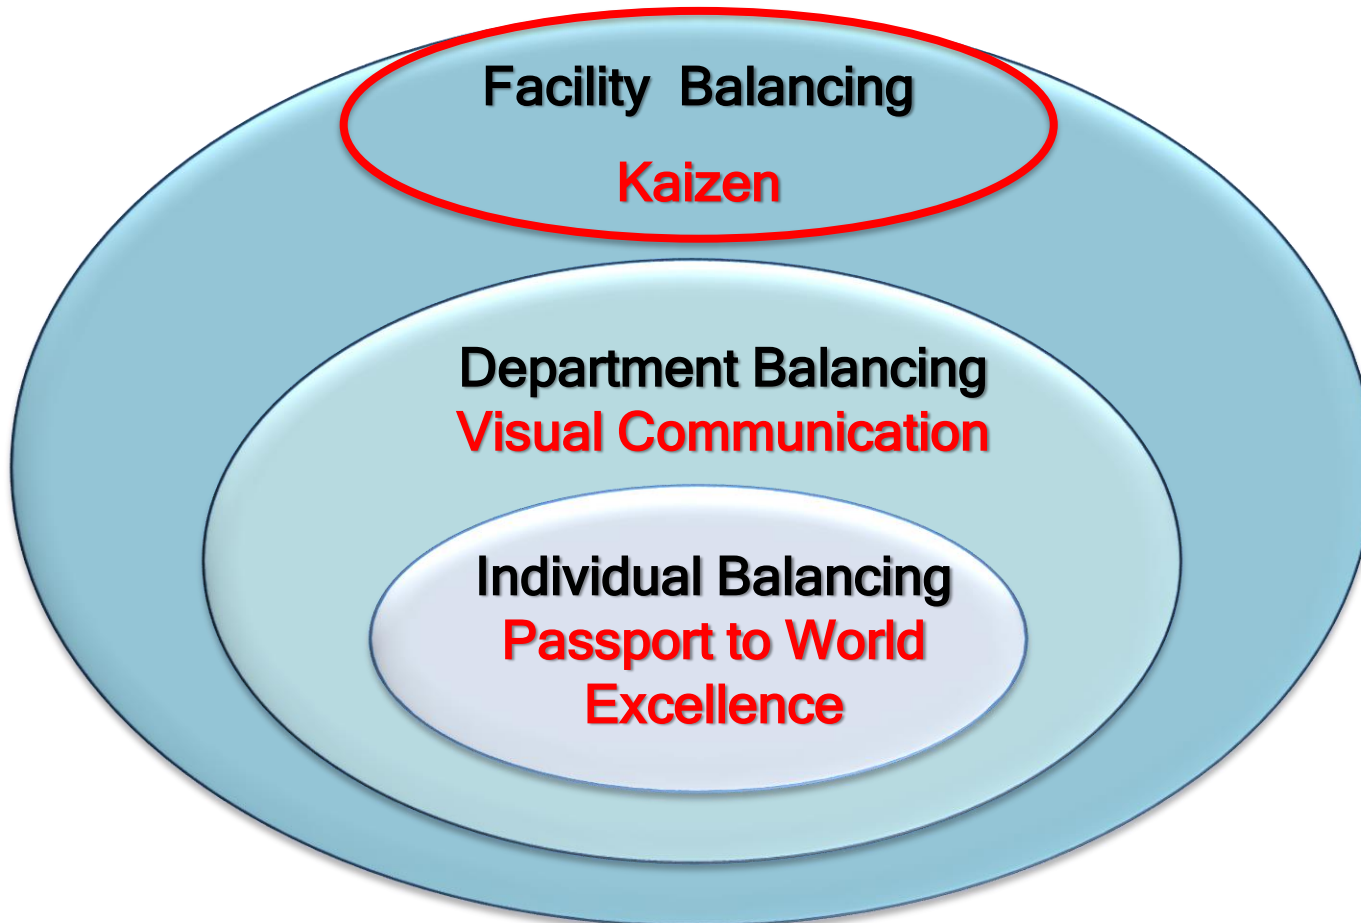 Facility  Balancing
Kaizen
Department Balancing
Visual Communication
Individual Balancing
Passport to World
Excellence